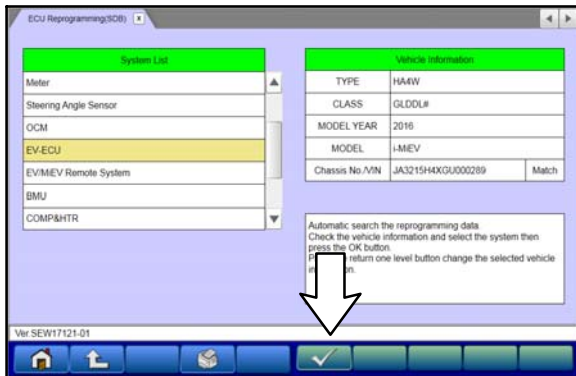 ECU Reprogramming(SDB) x
System List
Meter
Steering Angle Sensor
OCM
EV-ECU
EV/MiEV Remote System
BMU
COMP&HTR
Vehicle Information
TYPE HA4W
CLASS GLDDL#
MODEL YEAR 2016
MODEL i-MiEV
Chassis No./VIN JA3215H4XGU000289 Match
Automatic search the reprogramming data.
Check the vehicle information and select the system then
press the OK button.
return one level button change the selected vehicle
Ver.SEW17121-01